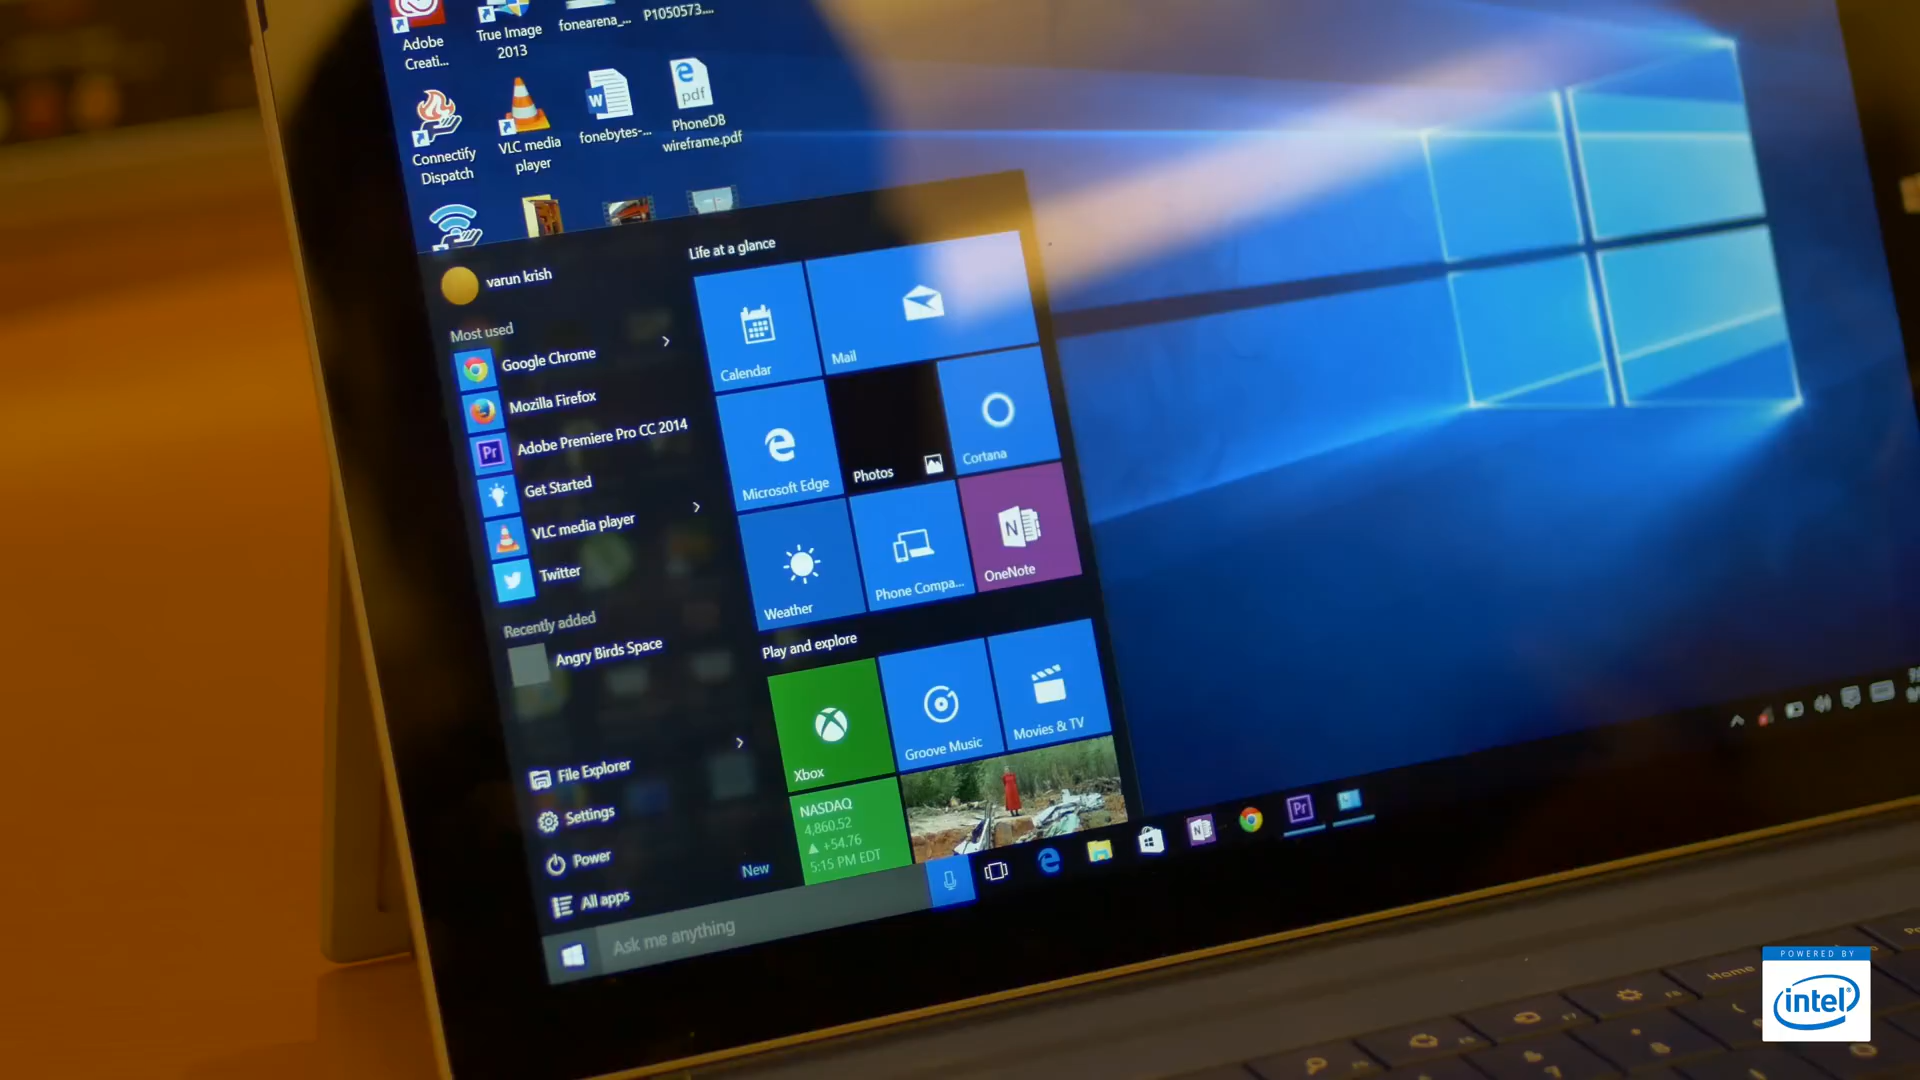 Adobe
Creati...
True Image
2013
fonearena_...
P1050573....
Connectify
Dispatch
VLC media
player
W
fonebytes-...
pdf
PhoneDB
wireframe.pdf
varun krish
Most used
Google Chrome
Mozilla Firefox
Pr
Adobe Premiere Pro CC 2014
Get Started
VLC media player
Twitter
Recently added
Angry Birds Space
File Explorer
Settings
Power
All apps
New
Life at a glance
Calendar
Mail
Microsoft Edge
Photos
Cortana
Weather
Phone Compa...
N
OneNote
Play and explore
Xbox
Groove Music
Movies & TV
NASDAQ
4,860.52
▲ +54.76
5:15 PM EDT
Ask me anything
N
Pr
Home
POWERED BY
intel